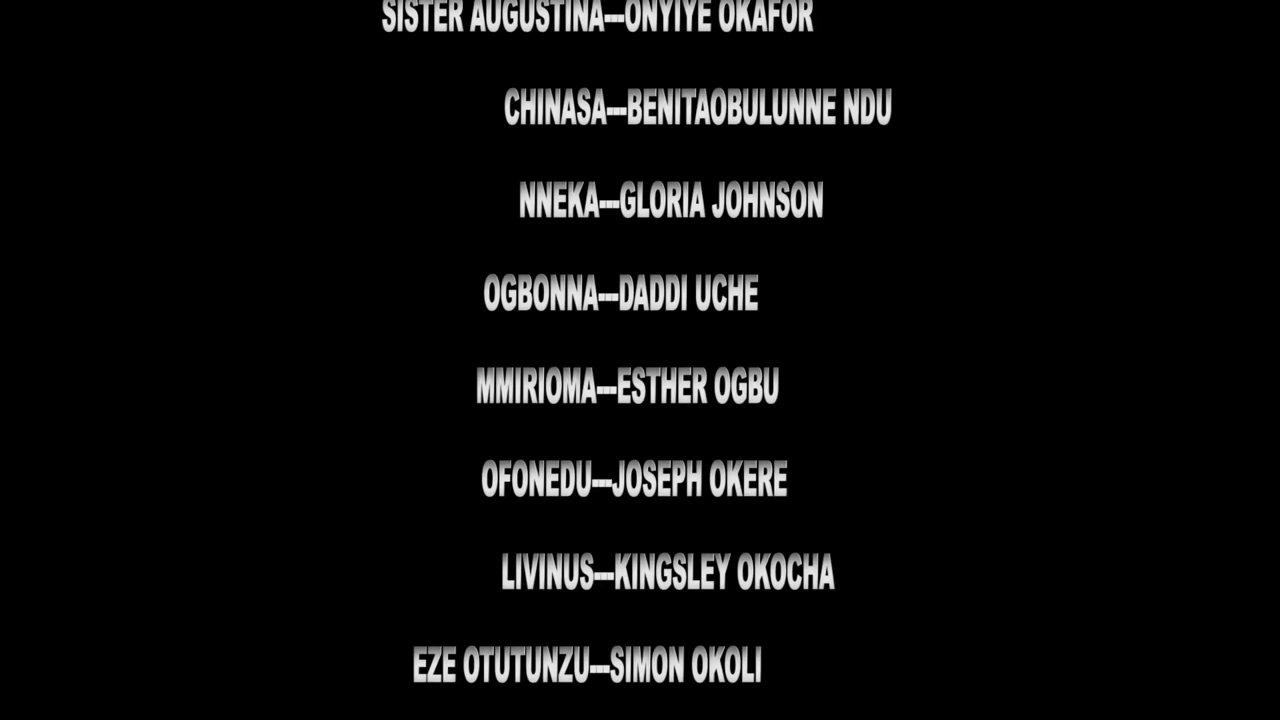 SISTER AUGUSTINA---ONYIYE OKAFOR
CHINASA---BENITAOBULUNNE NDU
NNEKA---GLORIA JOHNSON
OGBONNA---DADDI UCHE
MMIRIOMA---ESTHER OGBU
OFONEDU---JOSEPH OKERE
LIVINUS---KINGSLEY OKOCHA
EZE OTUTUNZU---SIMON OKOLI